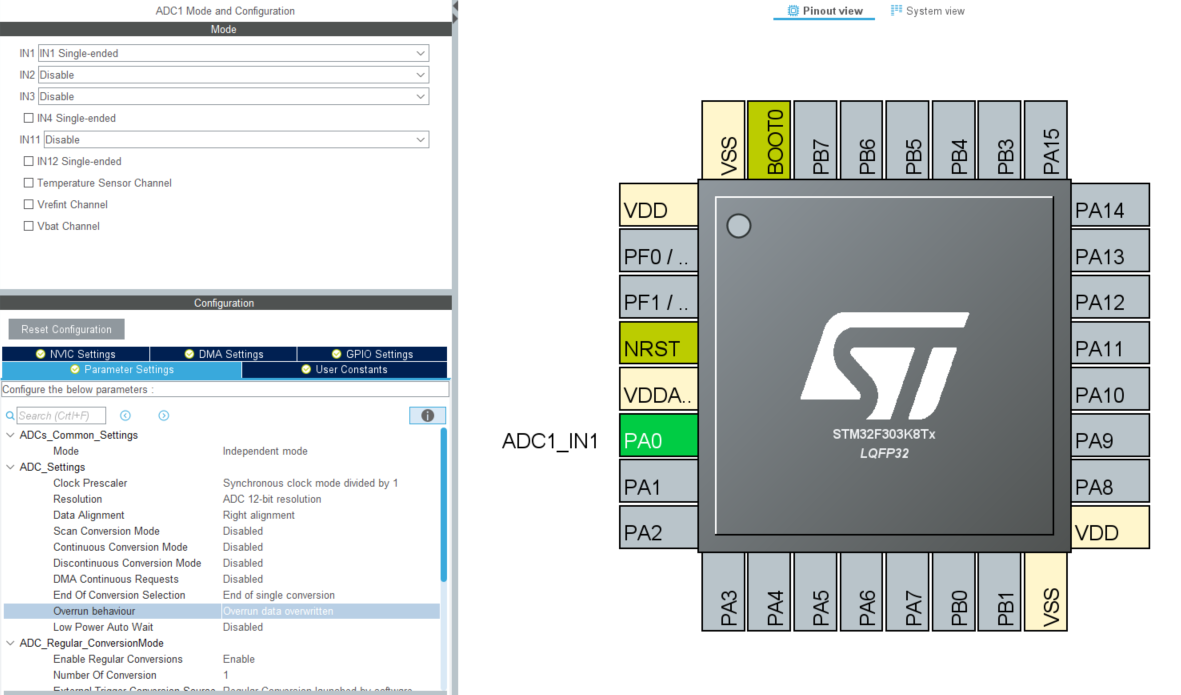 ADC1 Mode and Configuration
Mode
IN1 IN1 Single-ended
IN2 Disable
IN3 Disable
IN4 Single-ended
IN11 Disable
IN12 Single-ended
Temperature Sensor Channel
Vrefint Channel
Vbat Channel
Configuration
Reset Configuration
NVIC Settings DMA Settings GPIO Settings
Parameter Settings User Constants
Configure the below parameters :
Search (Crtl+F)
ADCs_Common_Settings
Mode Independent mode
ADC_Settings
Clock Prescaler Synchronous clock mode divided by 1
Resolution ADC 12-bit resolution
Data Alignment Right alignment
Scan Conversion Mode Disabled
Continuous Conversion Mode Disabled
Discontinuous Conversion Mode Disabled
DMA Continuous Requests Disabled
End Of Conversion Selection End of single conversion
Overrun behaviour Overrun data overwritten
Low Power Auto Wait Disabled
ADC_Regular_ConversionMode
Enable Regular Conversions Enable
Number Of Conversion 1
External Trigger Conversion Source Regular Conversion launched by software
Pinout view System view
VSS BOOT0 PB7 PB6 PB5 PB4 PB3 PA15
VDD
PF0 / ..
PF1 / ..
NRST
VDDA..
ADC1_IN1 PA0
PA1
PA2
ST
STM32F303K8Tx
LQFP32
PA14
PA13
PA12
PA11
PA10
PA9
PA8
VDD
PA3 PA4 PA5 PA6 PA7 PB0 PB1 VSS